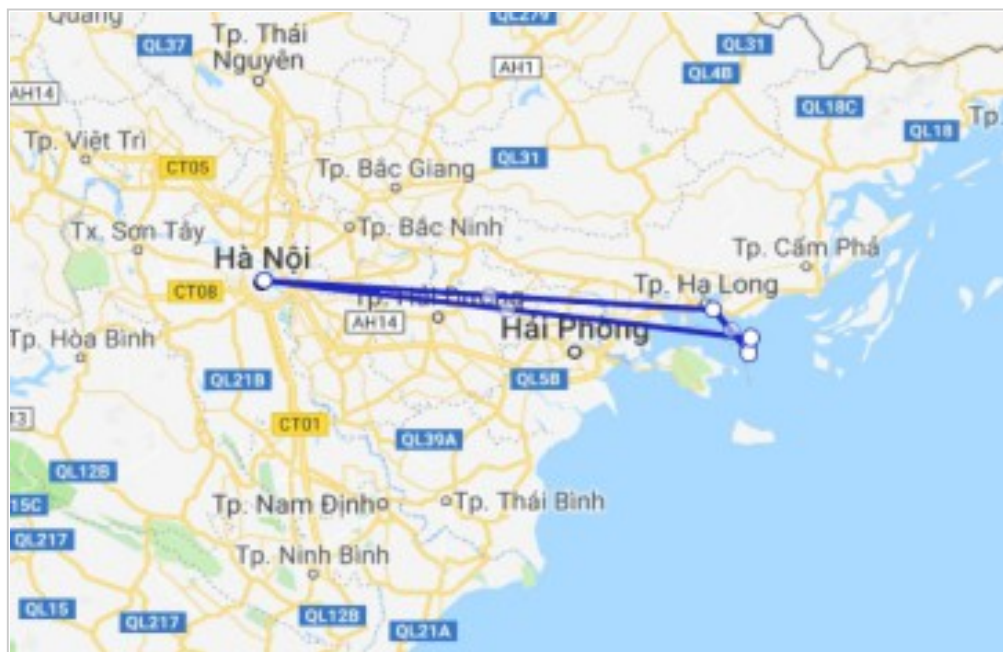 Quang
QL279
QL37
Tp. Thái
Nguyên
AH1
QL31
QL4B
AH14
QL18C
Tp.
QL18
Tp. Việt Trì
CT05
QL31
Tp. Bắc Giang
Tx. Sơn Tây
Tp. Bắc Ninh
Hà Nội
Tp. Cẩm Phả
CT08
Tp. Hạ Long
AH14
Hải Phòng
Tp. Hòa Bình
QL21B
QL5B
CT01
13
QL39A
QL12B
15C
Tp. Nam Định
Tp. Thái Bình
QL217
Tp. Ninh Bình
QL15
QL217
QL12B
QL21A